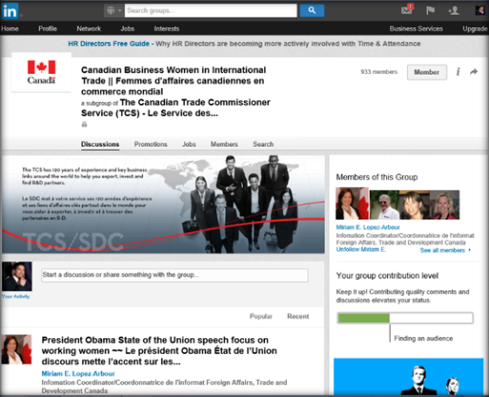 in
Search groups...
Home Profile Network Jobs Interests Business Services Upgrade
HR Directors Free Guide - Why HR Directors are becoming more actively involved with Time & Attendance
Canada
Canadian Business Women in International
Trade || Femmes d'affaires canadiennes en
commerce mondial
a subgroup of The Canadian Trade Commissioner
Service (TCS) - Le Service des...
933 members
Member
Discussions Promotions Jobs Members Search
The TCS has 120 years of experience and key business
links around the world to help you export, invest and
find R&D partners.
Le SDC met à votre service ses 120 années d'expérience
et ses liens d'affaires clés partout dans le monde pour
vous aider à exporter, à investir et à trouver des
partenaires en R-D.
TCS/SDC
Start a discussion or share something with the group...
Your Activity
Popular Recent
President Obama State of the Union speech focus on
working women ~~ Le président Obama État de l'Union
discours mette l'accent sur les...
Miriam E. Lopez-Arbour
Infomation Coordinator/Coordonnatrice de l'informat Foreign Affairs, Trade and
Development Canada
Members of this Group
Miriam E. Lopez-Arbour
Infomation Coordinator/Coordonnatrice de l'informat
Foreign Affairs, Trade and Development Canada
Unfollow Miriam E.
See all members
Your group contribution level
Keep it up! Contributing quality comments and
discussions elevates your status.
Finding an audience